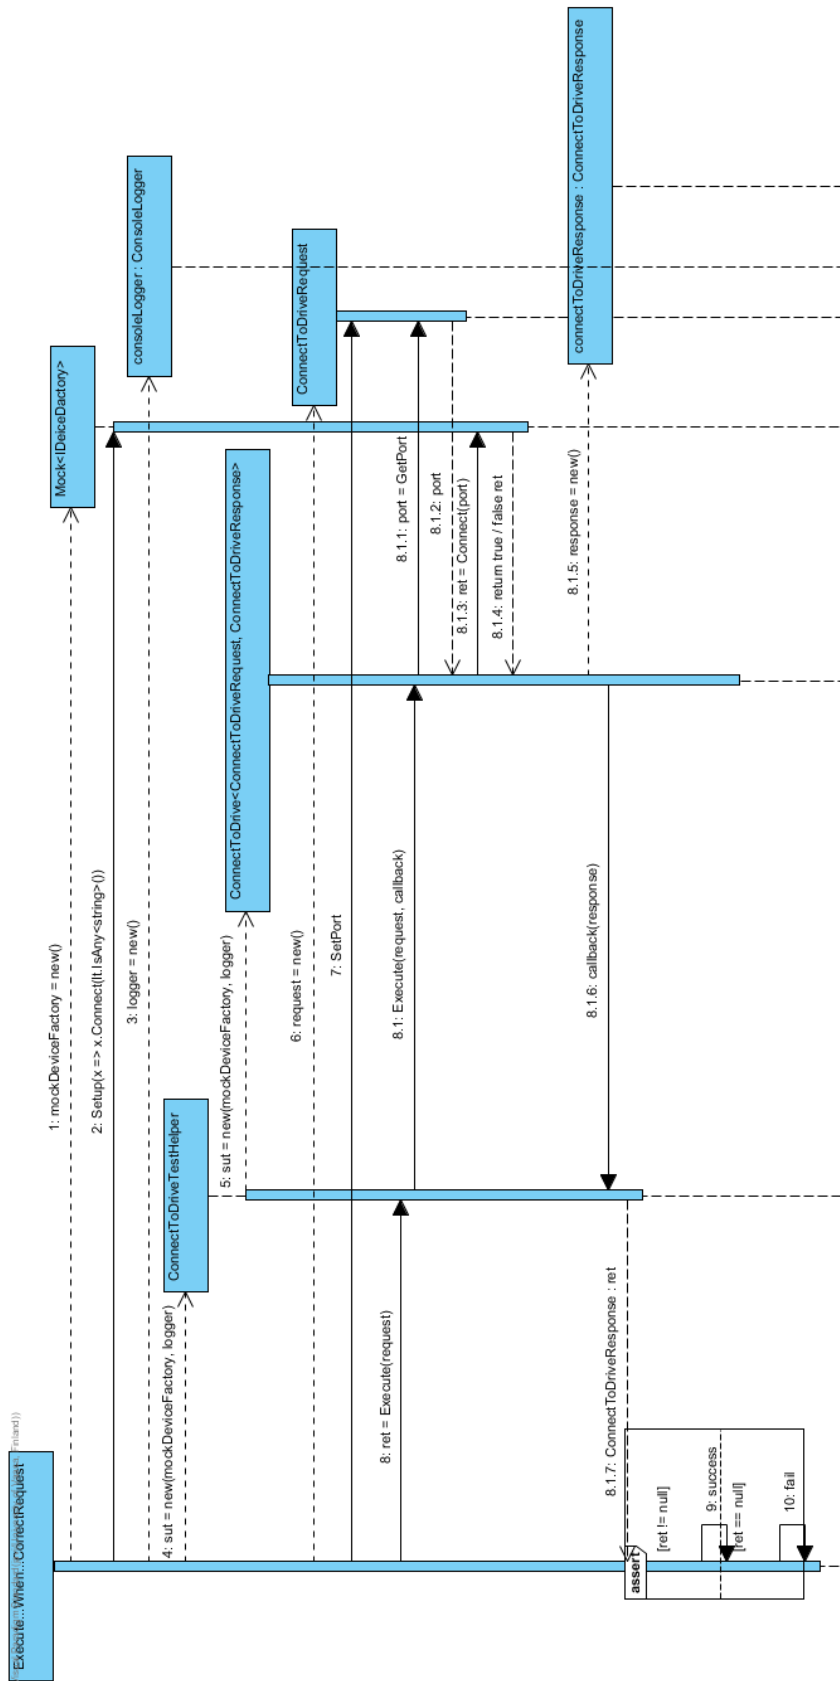 Execute...When...CorrectRequest
Finland))
ConnectToDriveTestHelper
ConnectToDrive<ConnectToDriveRequest, ConnectToDriveResponse>
Mock<IDeiceDactory>
ConnectToDriveRequest
consoleLogger : ConsoleLogger
connectToDriveResponse : ConnectToDriveResponse
1: mockDeviceFactory = new()
2: Setup(x => x.Connect(It.IsAny<string>())
3: logger = new()
4: sut = new(mockDeviceFactory, logger)
5: sut = new(mockDeviceFactory, logger)
6: request = new()
7: SetPort
8: ret = Execute(request)
8.1: Execute(request, callback)
8.1.1: port = GetPort
8.1.2: port
8.1.3: ret = Connect(port)
8.1.4: return true / false ret
8.1.5: response = new()
8.1.6: callback(response)
8.1.7: ConnectToDriveResponse : ret
assert
[ret != null]
9: success
[ret == null]
10: fail